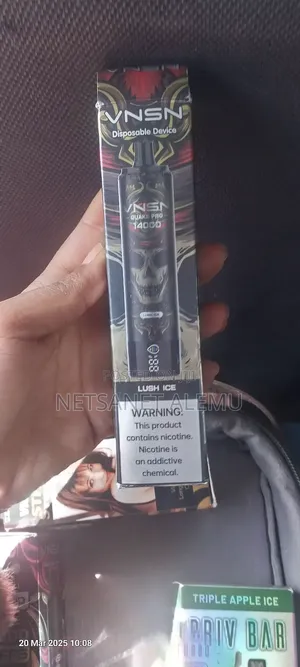 VNSN
Disposable Device
VNSN
QUAKE PRO
14000
LUSH ICE
NETSANET ALEMU
WARNING:
This product
contains nicotine.
Nicotine is
an addictive
chemical.
TRIPLE APPLE ICE
BAR
20 Mar 2025 10:08